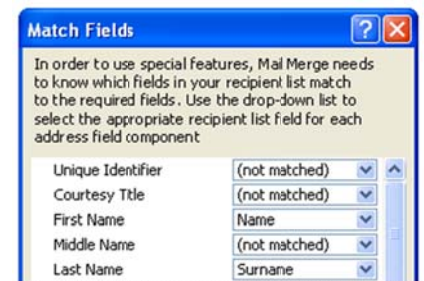 Match Fields
In order to use special features, Mail Merge needs
to know which fields in your recipient list match
to the required fields. Use the drop-down list to
select the appropriate recipient list field for each
address field component
Unique Identifier (not matched)
Courtesy Title (not matched)
First Name Name
Middle Name (not matched)
Last Name Surname